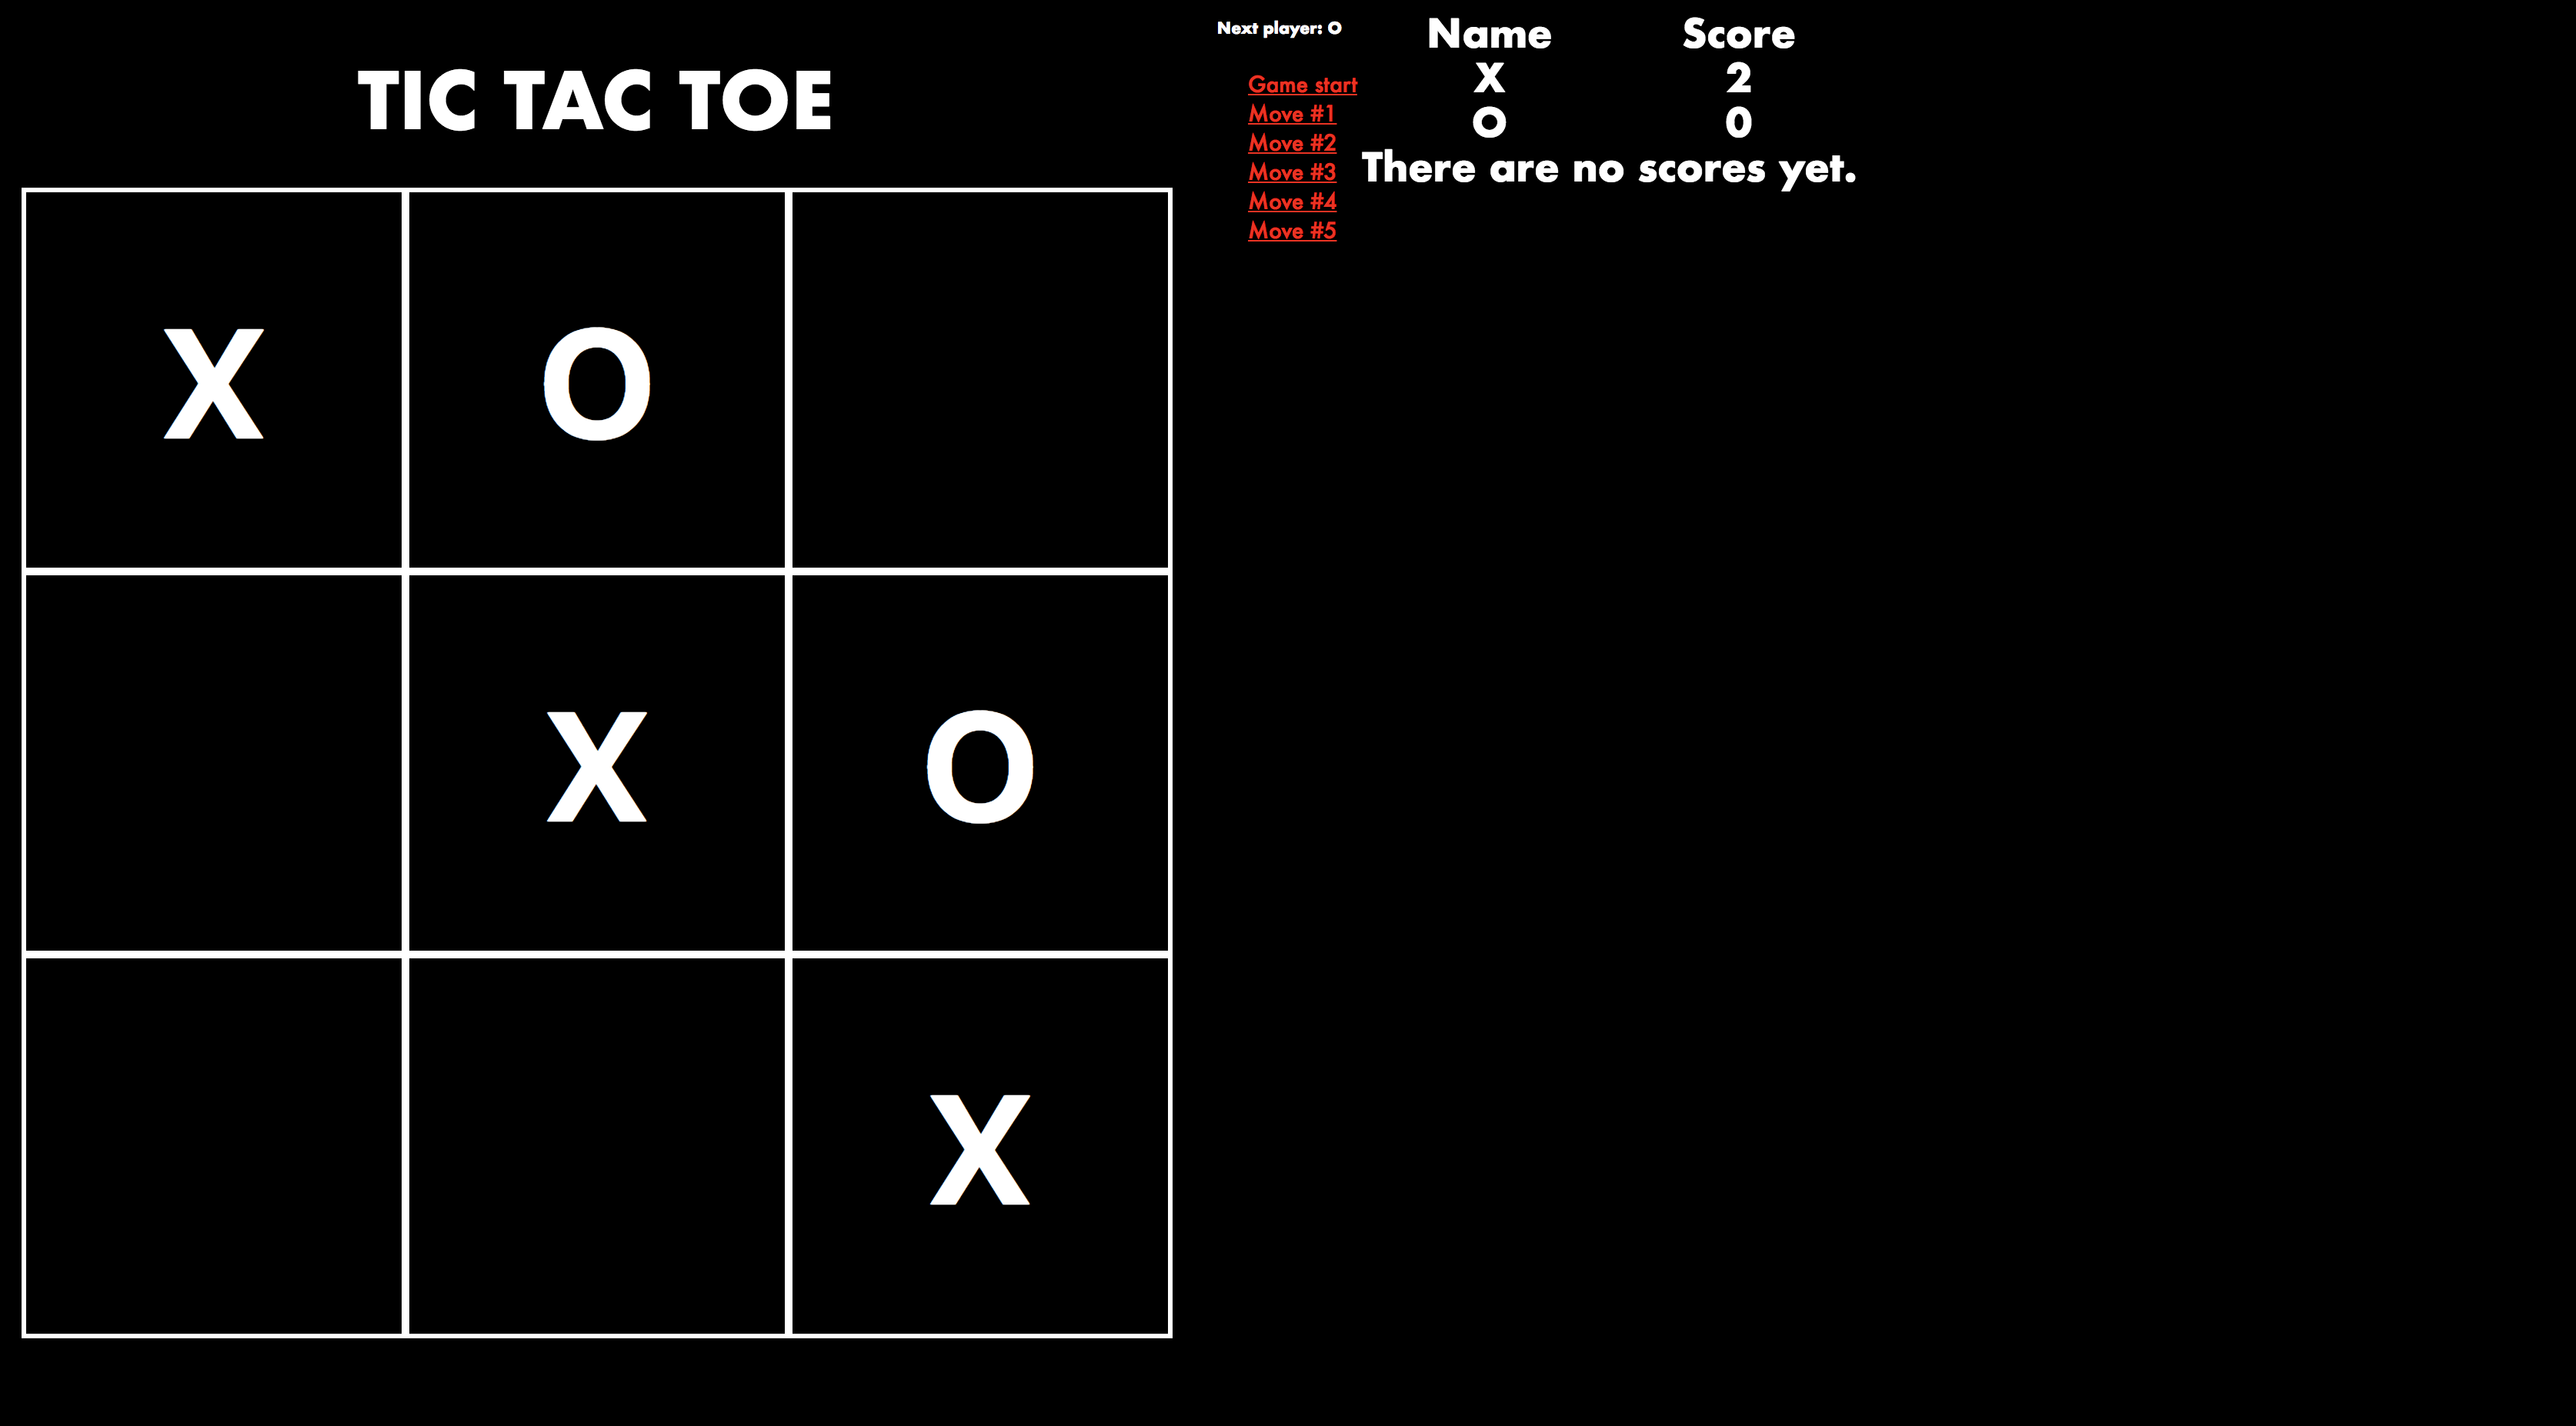 TIC TAC TOE
X O
X O
X
Next player: O
Game start
Move #1
Move #2
Move #3
Move #4
Move #5
Name Score
X 2
O 0
There are no scores yet.